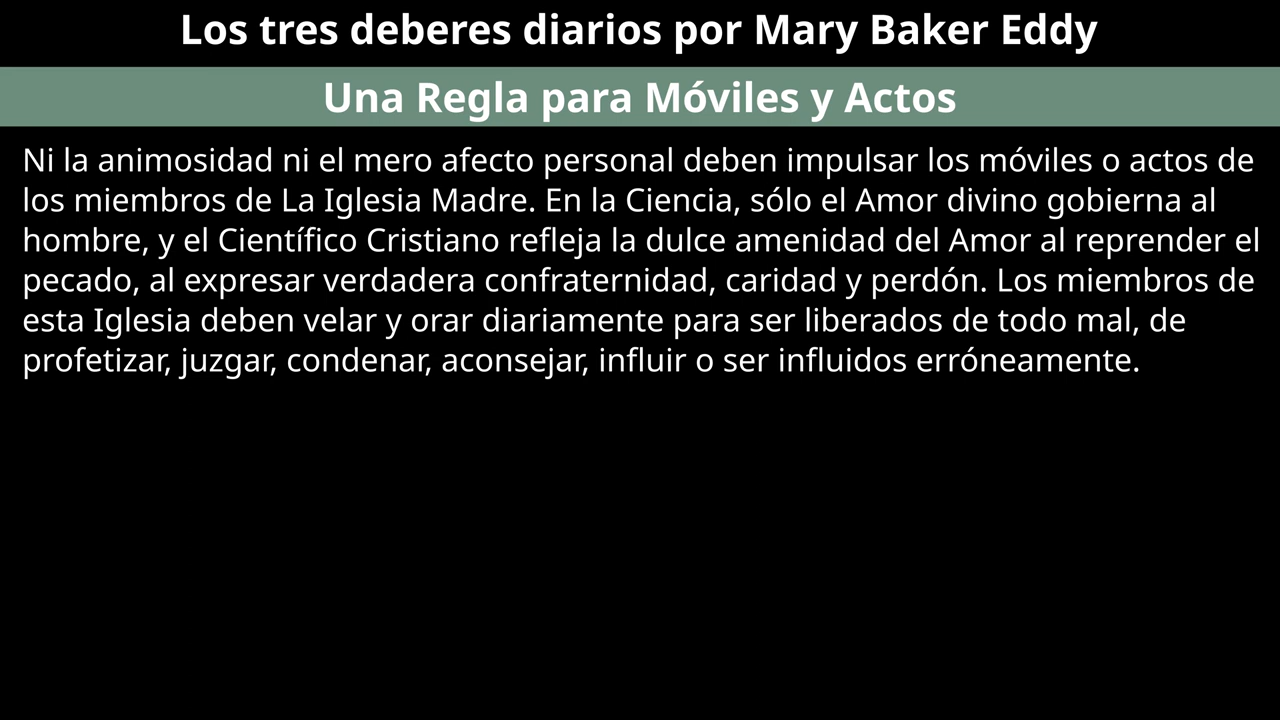 Los tres deberes diarios por Mary Baker Eddy
Una Regla para Móviles y Actos
Ni la animosidad ni el mero afecto personal deben impulsar los móviles o actos de
los miembros de La Iglesia Madre. En la Ciencia, sólo el Amor divino gobierna al
hombre, y el Científico Cristiano refleja la dulce amenidad del Amor al reprender el
pecado, al expresar verdadera confraternidad, caridad y perdón. Los miembros de
esta Iglesia deben velar y orar diariamente para ser liberados de todo mal, de
profetizar, juzgar, condenar, aconsejar, influir o ser influidos erróneamente.